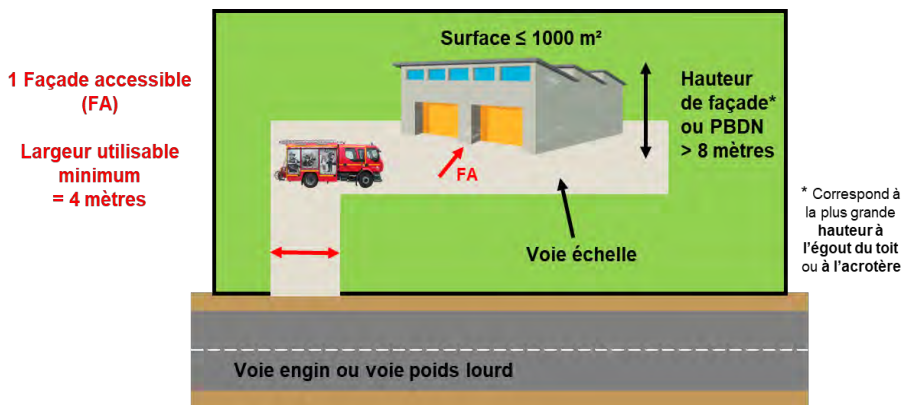 Surface ≤ 1000 m²
1 Façade accessible
(FA)
Largeur utilisable
minimum
= 4 mètres
Hauteur
de façade*
ou PBDN
> 8 mètres
FA
Voie échelle
* Correspond à
la plus grande
hauteur à
l'égout du toit
ou à l'acrotère
Voie engin ou voie poids lourd